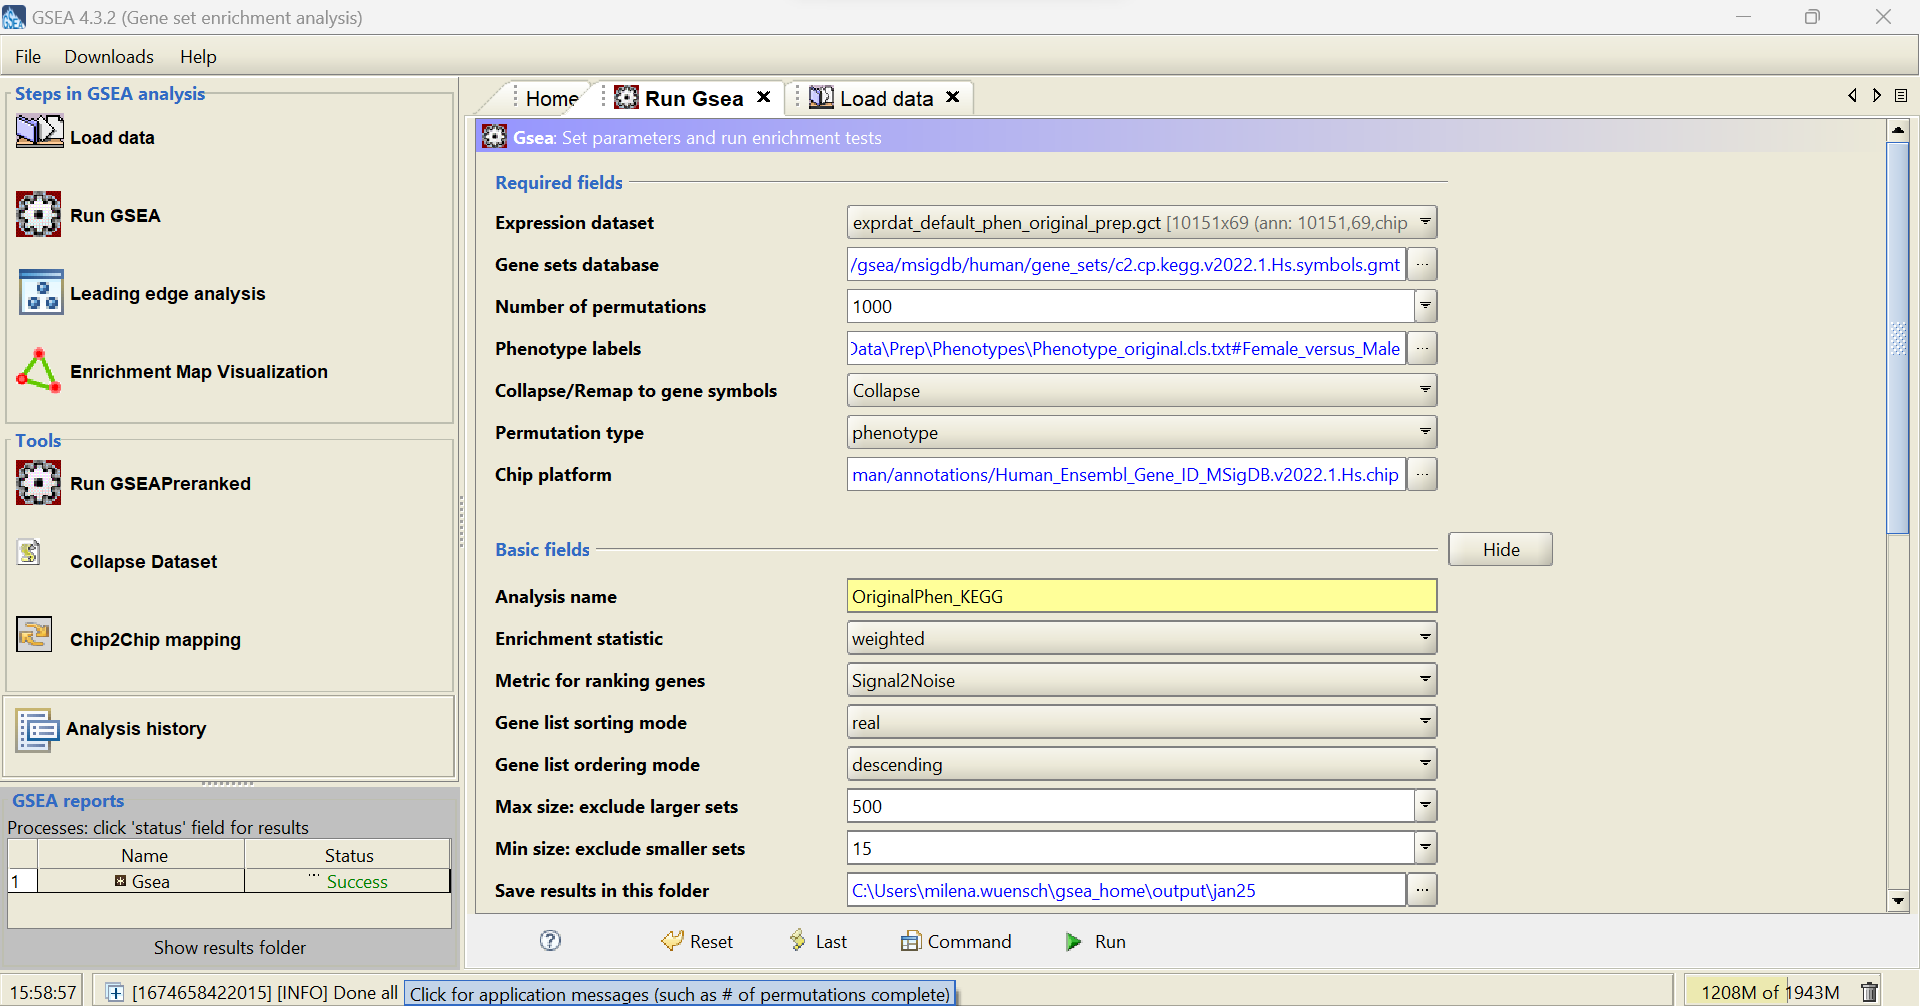 GSEA 4.3.2 (Gene set enrichment analysis)
File Downloads Help
Steps in GSEA analysis
Load data
Run GSEA
Leading edge analysis
Enrichment Map Visualization
Tools
Run GSEAPreranked
Collapse Dataset
Chip2Chip mapping
Analysis history
GSEA reports
Processes: click 'status' field for results
Name Status
1 Gsea ... Success
Show results folder
Home Run Gsea Load data
Gsea: Set parameters and run enrichment tests
Required fields
Expression dataset exprdat_default_phen_original_prep.gct [10151x69 (ann: 10151,69,chip
Gene sets database /gsea/msigdb/human/gene_sets/c2.cp.kegg.v2022.1.Hs.symbols.gmt ...
Number of permutations 1000
Phenotype labels Data\Prep\Phenotypes\Phenotype_original.cls.txt#Female_versus_Male ...
Collapse/Remap to gene symbols Collapse
Permutation type phenotype
Chip platform man/annotations/Human_Ensembl_Gene_ID_MSigDB.v2022.1.Hs.chip ...
Basic fields Hide
Analysis name OriginalPhen_KEGG
Enrichment statistic weighted
Metric for ranking genes Signal2Noise
Gene list sorting mode real
Gene list ordering mode descending
Max size: exclude larger sets 500
Min size: exclude smaller sets 15
Save results in this folder C:\Users\milena.wuensch\gsea_home\output\jan25 ...
? Reset Last Command Run
15:58:57 [1674658422015] [INFO] Done all Click for application messages (such as # of permutations complete) 1208M of 1943M